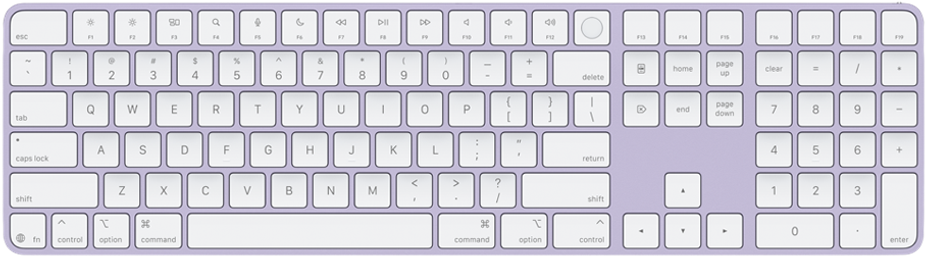 esc F1 F2 F3 F4 F5 F6 F7 F8 F9 F10 F11 F12 F13 F14 F15 F16 F17 F18 F19
~ ` ! 1 @ 2 # 3 $ 4 % 5 ^ 6 & 7 * 8 ( 9 ) 0 — - + = delete home page up clear = / *
tab Q W E R T Y U I O P { [ } ] | \ end page down 7 8 9 −
caps lock A S D F G H J K L : ; " ' return 4 5 6 +
shift Z X C V B N M < , > . ? / shift ▲ 1 2 3
fn ^ control ⌥ option ⌘ command ⌘ command ⌥ option ^ control ◄ ▼ ► 0 . enter